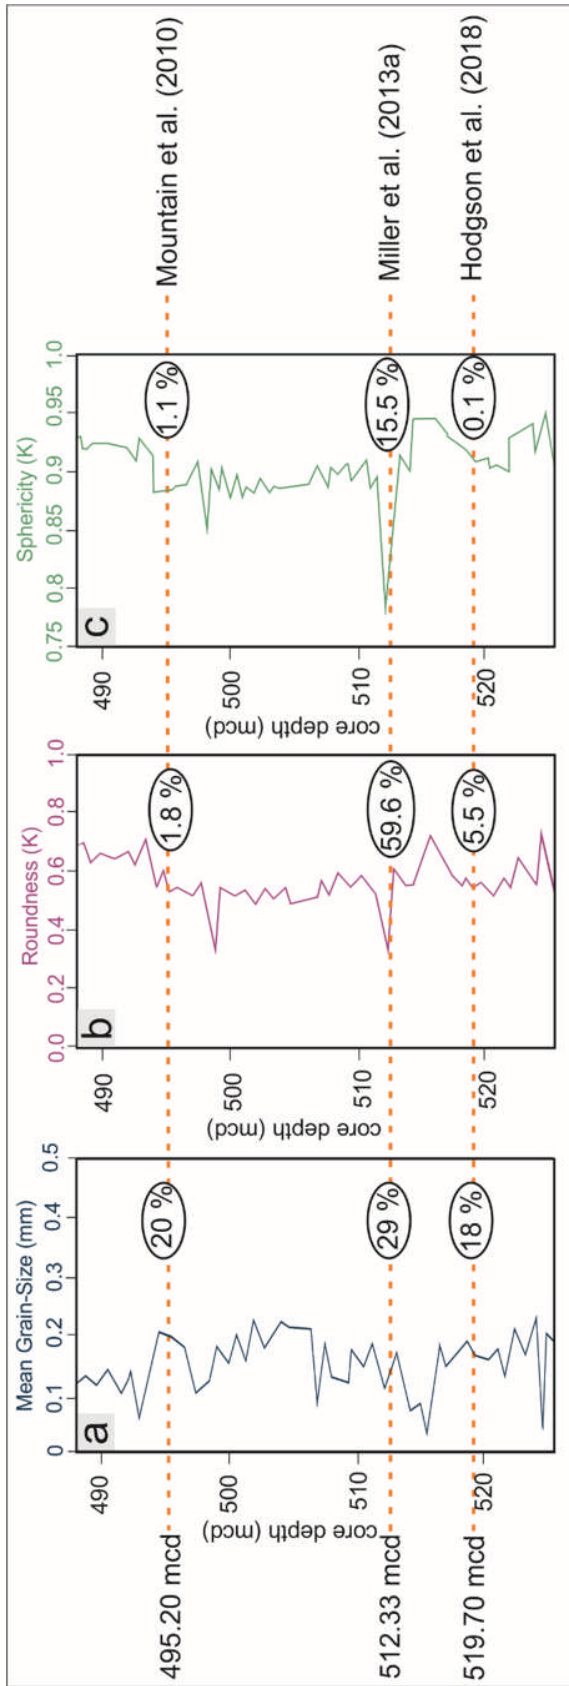 Mountain et al. (2010)
Miller et al. (2013a)
Hodgson et al. (2018)
a
Mean Grain-Size (mm)
0
0.1
0.2
0.3
0.4
0.5
490
500
510
520
core depth (mcd)
20 %
29 %
18 %
495.20 mcd
512.33 mcd
519.70 mcd
b
Roundness (K)
0.0
0.2
0.4
0.6
0.8
1.0
490
500
510
520
core depth (mcd)
1.8 %
59.6 %
5.5 %
c
Sphericity (K)
0.75
0.8
0.85
0.9
0.95
1.0
490
500
510
520
core depth (mcd)
1.1 %
15.5 %
0.1 %